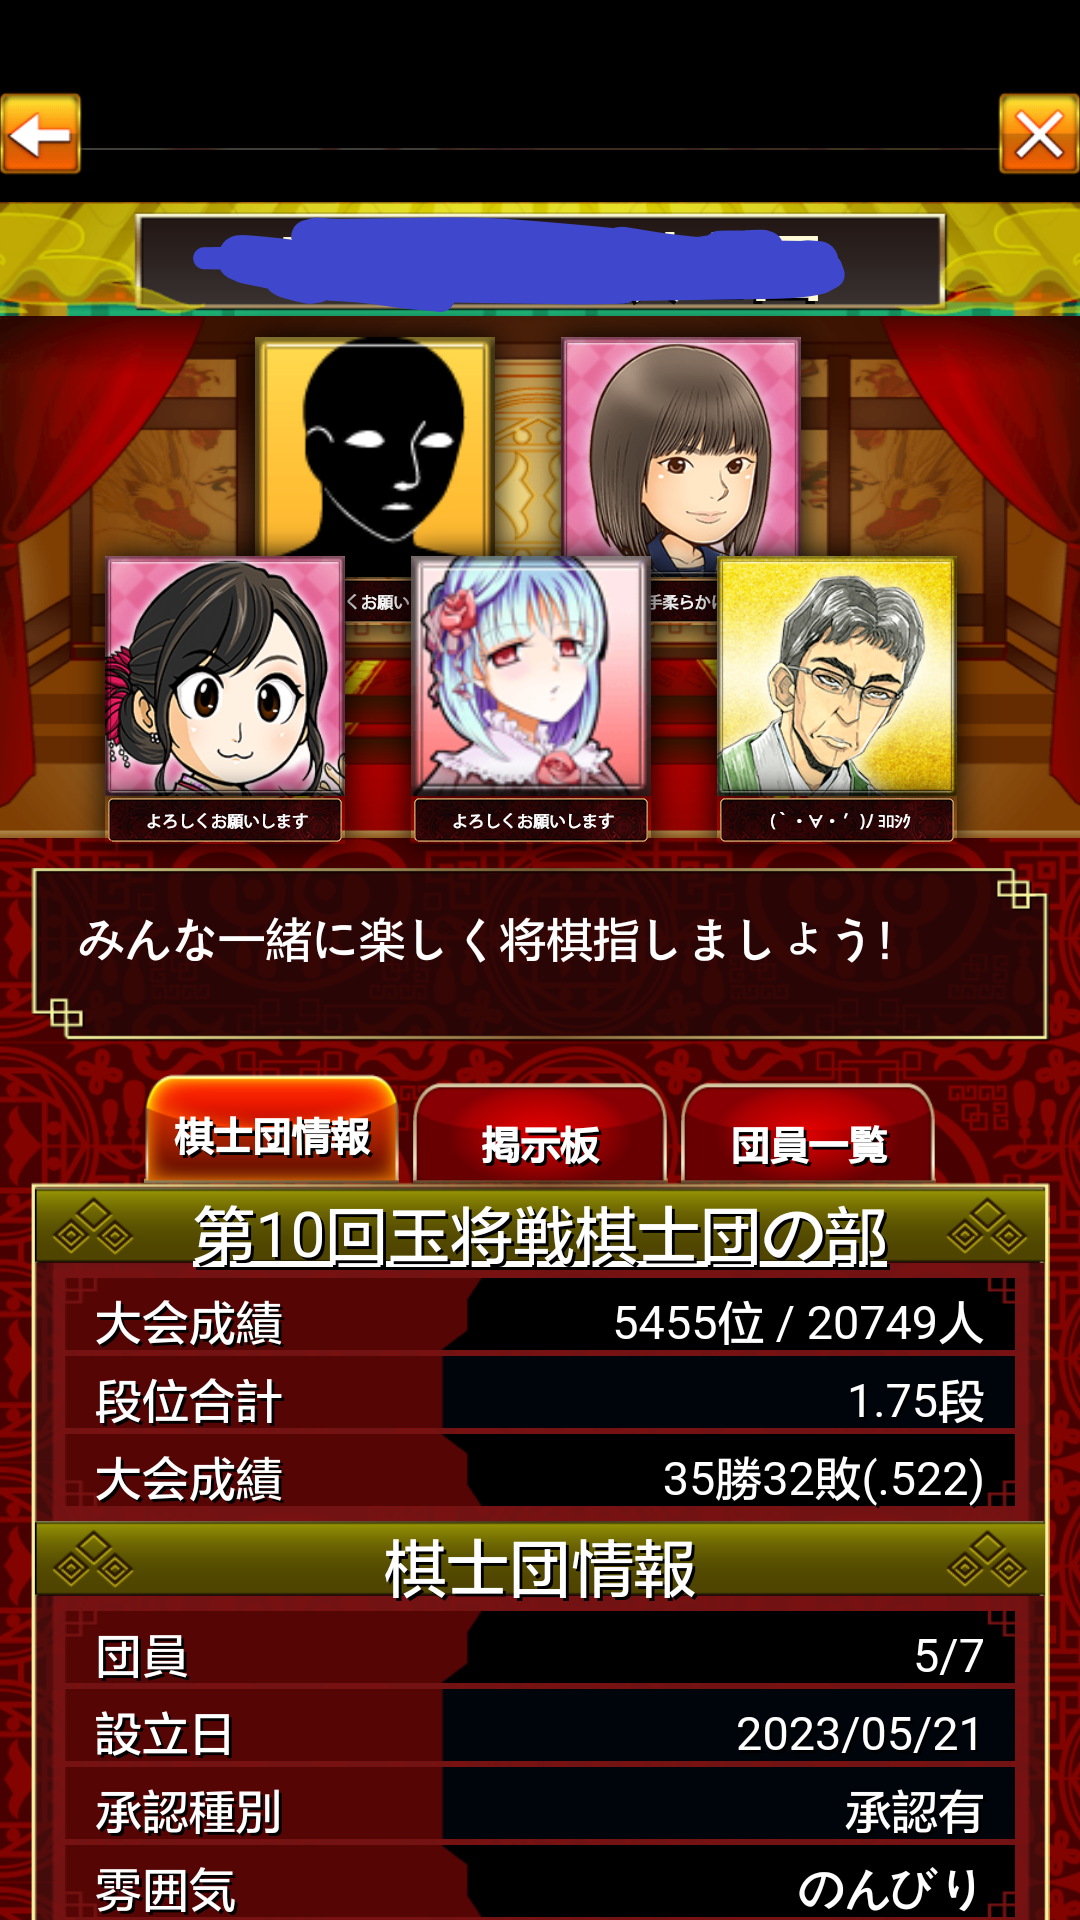 くお願い
手柔らかに
よろしくお願いします
よろしくお願いします
(｀・∀・′)ﾉ ﾖﾛｼｸ
みんな一緒に楽しく将棋指しましょう!
棋士団情報
掲示板
団員一覧
第10回玉将戦棋士団の部
大会成績
5455位 / 20749人
段位合計
1.75段
大会成績
35勝32敗(.522)
棋士団情報
団員
5/7
設立日
2023/05/21
承認種別
承認有
雰囲気
のんびり